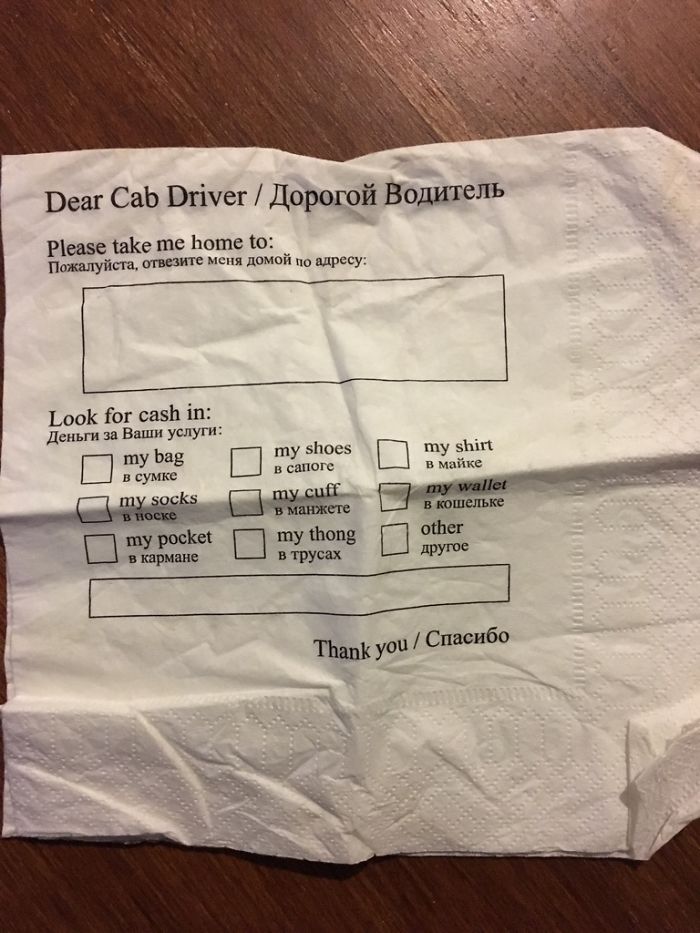 Dear Cab Driver / Дорогой Водитель
Please take me home to:
Пожалуйста, отвезите меня домой по адресу:
Look for cash in:
Деньги за Ваши услуги:
my bag
в сумке
my shoes
в сапоге
my shirt
в майке
my socks
в носке
my cuff
в манжете
my wallet
в кошельке
my pocket
в кармане
my thong
в трусах
other
другое
Thank you / Спасибо